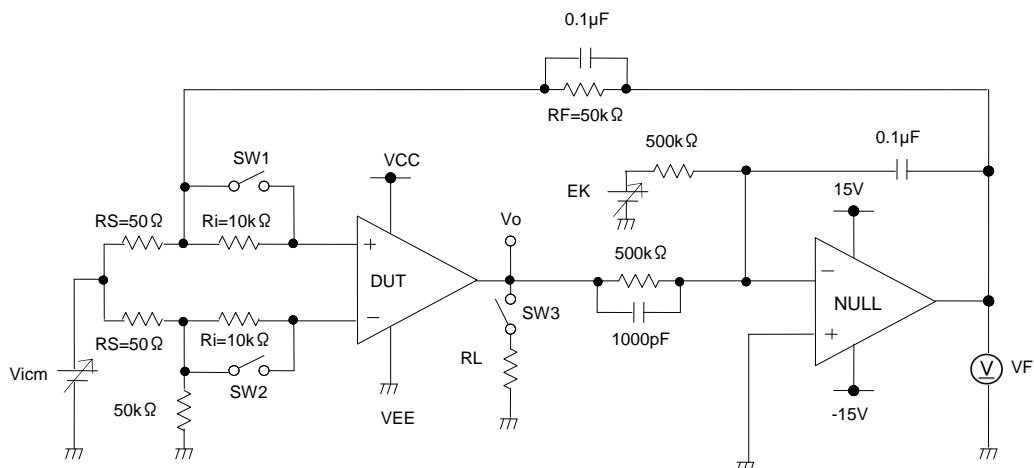 0.1μF
RF=50kΩ
500kΩ
0.1μF
SW1
VCC
EK
15V
RS=50Ω
Ri=10kΩ
Vo
500kΩ
+
DUT
−
−
NULL
+
SW3
1000pF
RS=50Ω
Ri=10kΩ
Vicm
SW2
RL
V
VF
50kΩ
VEE
-15V